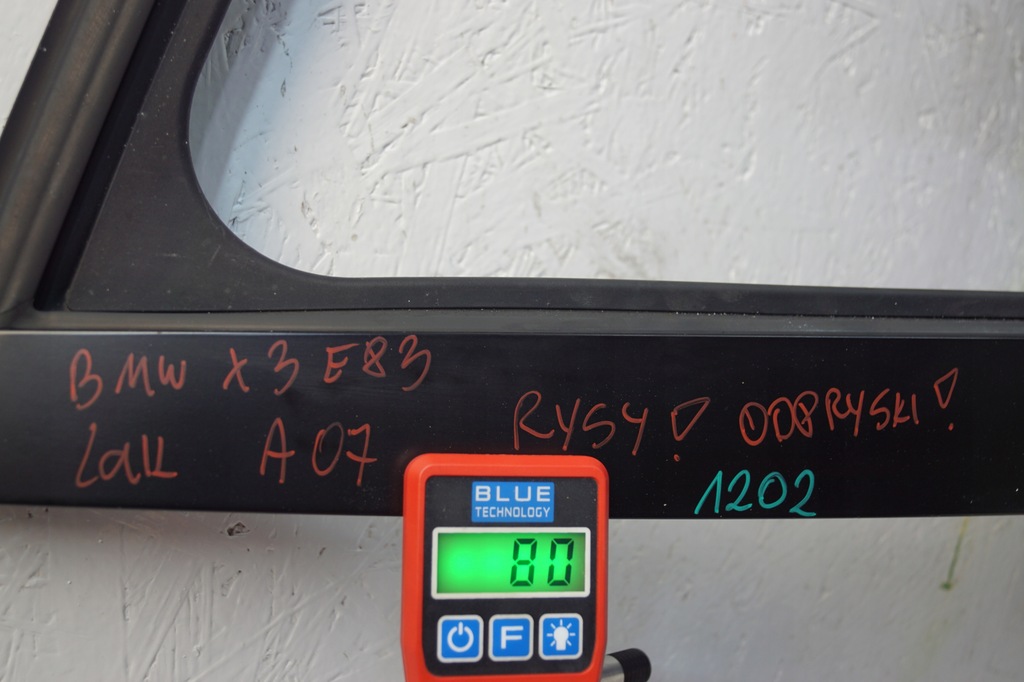 BMW X3 E83
LAK A07
RYSY! ODPRYSKI!
1202
BLUE
TECHNOLOGY
80
F